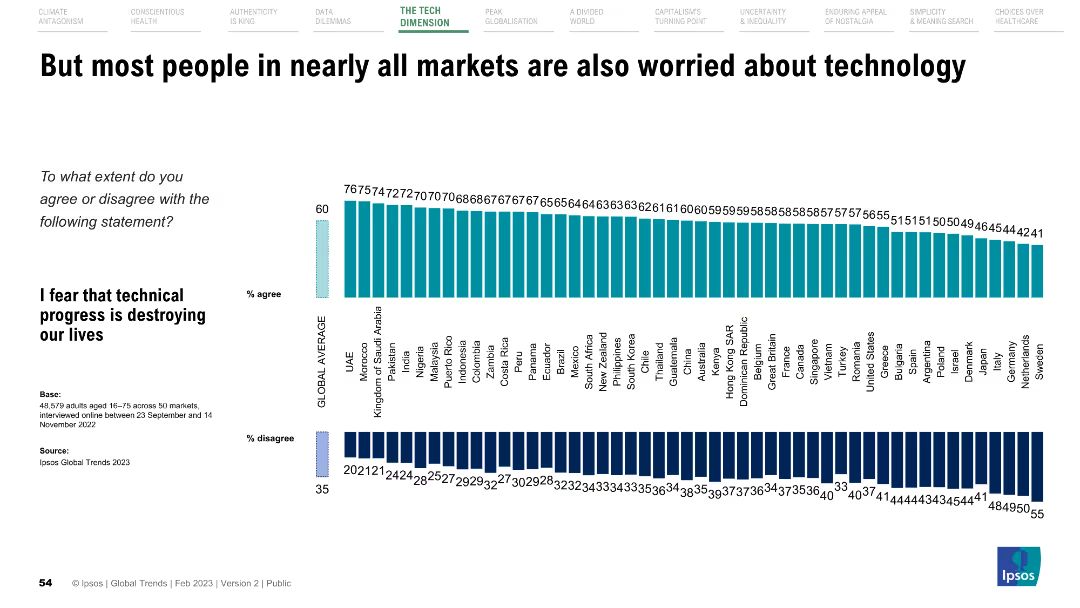 CLIMATE
ANTAGONISM
CONSCIENTIOUS
HEALTH
AUTHENTICITY
IS KING
DATA
DILEMMAS
THE TECH
DIMENSION
PEAK
GLOBALISATION
A DIVIDED
WORLD
CAPITALISM'S
TURNING POINT
UNCERTAINTY
& INEQUALITY
ENDURING APPEAL
OF NOSTALGIA
SIMPLICITY
& MEANING SEARCH
CHOICES OVER
HEALTHCARE
But most people in nearly all markets are also worried about technology
To what extent do you
agree or disagree with the
following statement?
I fear that technical
progress is destroying
our lives
Base:
48,579 adults aged 16–75 across 50 markets,
interviewed online between 23 September and 14
November 2022
Source:
Ipsos Global Trends 2023
60 76 75 74 72 72 70 70 70 68 68 67 67 67 67 65 65 64 64 63 63 63 62 61 61 60 60 59 59 59 58 58 58 58 58 57 57 57 56 55 51 51 51 50 50 49 46 45 44 42 41
% agree
GLOBAL AVERAGE
UAE
Morocco
Kingdom of Saudi Arabia
Pakistan
India
Nigeria
Malaysia
Puerto Rico
Indonesia
Colombia
Zambia
Costa Rica
Peru
Panama
Ecuador
Brazil
Mexico
South Africa
New Zealand
Philippines
South Korea
Chile
Thailand
Guatemala
China
Australia
Kenya
Hong Kong SAR
Dominican Republic
Belgium
Great Britain
France
Canada
Singapore
Vietnam
Turkey
Romania
United States
Greece
Bulgaria
Spain
Argentina
Poland
Israel
Denmark
Japan
Italy
Germany
Netherlands
Sweden
% disagree
35 20 21 21 24 24 28 25 27 29 29 32 27 30 29 28 32 32 34 33 34 33 35 36 34 38 35 39 37 37 36 34 37 35 36 40 33 40 37 41 44 44 43 43 45 44 41 48 49 50 55
54
© Ipsos | Global Trends | Feb 2023 | Version 2 | Public
Ipsos